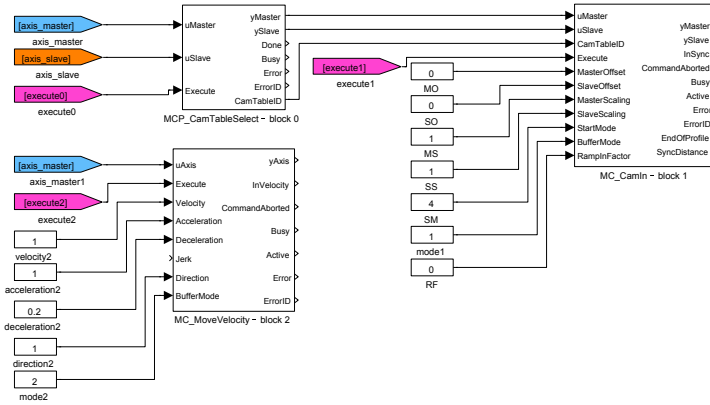 [axis_master]
axis_master
[axis_slave]
axis_slave
[execute0]
execute0
uMaster
uSlave
Execute
yMaster
ySlave
Done
Busy
Error
ErrorID
CamTableID
MCP_CamTableSelect − block 0
[execute1]
execute1
0
MO
0
SO
1
MS
1
SS
4
SM
1
mode1
0
RF
uMaster
uSlave
CamTableID
Execute
MasterOffset
SlaveOffset
MasterScaling
SlaveScaling
StartMode
BufferMode
RampInFactor
yMaster
ySlave
InSync
CommandAborted
Busy
Active
Error
ErrorID
EndOfProfile
SyncDistance
MC_CamIn − block 1
[axis_master]
axis_master1
[execute2]
execute2
1
velocity2
1
acceleration2
0.2
deceleration2
1
direction2
2
mode2
uAxis
Execute
Velocity
Acceleration
Deceleration
Jerk
Direction
BufferMode
yAxis
InVelocity
CommandAborted
Busy
Active
Error
ErrorID
MC_MoveVelocity − block 2